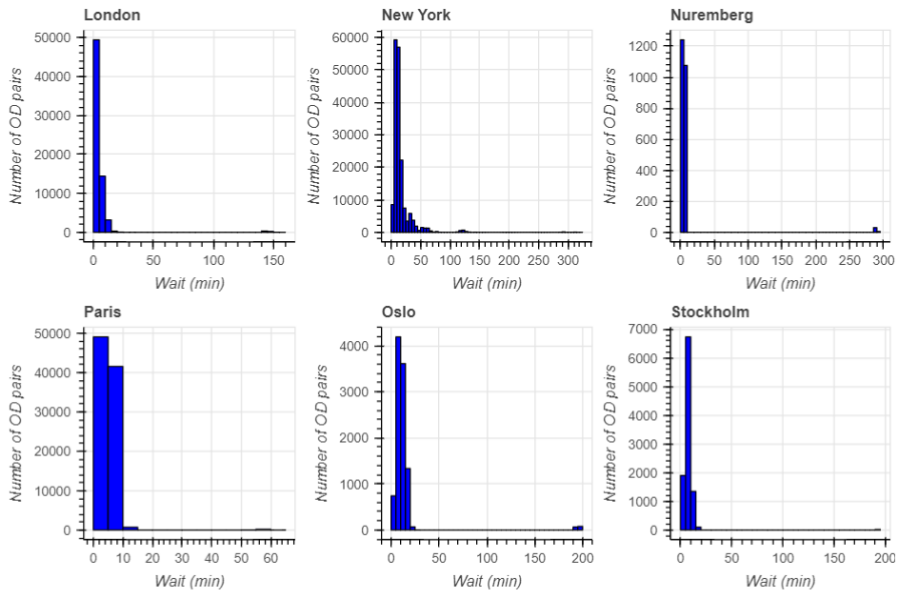 London
Number of OD pairs
50000
40000
30000
20000
10000
0
0 50 100 150
Wait (min)
New York
Number of OD pairs
60000
50000
40000
30000
20000
10000
0
0 50 100 150 200 250 300
Wait (min)
Nuremberg
Number of OD pairs
1200
1000
800
600
400
200
0
0 50 100 150 200 250 300
Wait (min)
Paris
Number of OD pairs
50000
40000
30000
20000
10000
0
0 10 20 30 40 50 60
Wait (min)
Oslo
Number of OD pairs
4000
3000
2000
1000
0
0 50 100 150 200
Wait (min)
Stockholm
Number of OD pairs
7000
6000
5000
4000
3000
2000
1000
0
0 50 100 150 200
Wait (min)